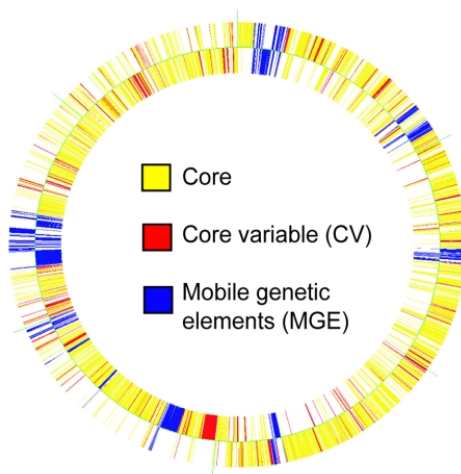 Core
Core variable (CV)
Mobile genetic
elements (MGE)